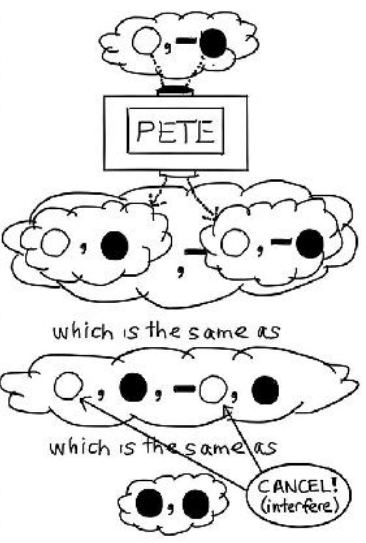 PETE
which is the same as
which is the same as
CANCEL!
(interfere)